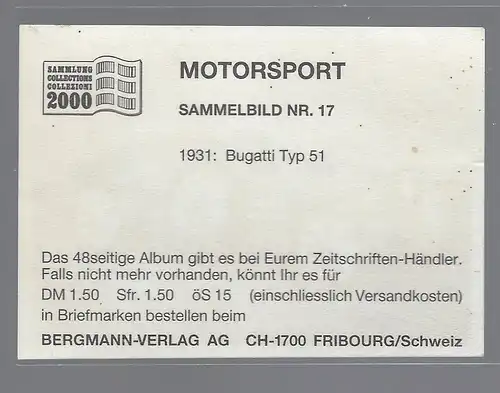 SAMMLUNG
COLLECTIONS
COLLEZIONI
2000
MOTORSPORT
SAMMELBILD NR. 17
1931: Bugatti Typ 51
Das 48seitige Album gibt es bei Eurem Zeitschriften-Händler.
Falls nicht mehr vorhanden, könnt Ihr es für
DM 1.50 Sfr. 1.50 öS 15 (einschliesslich Versandkosten)
in Briefmarken bestellen beim
BERGMANN-VERLAG AG CH-1700 FRIBOURG/Schweiz